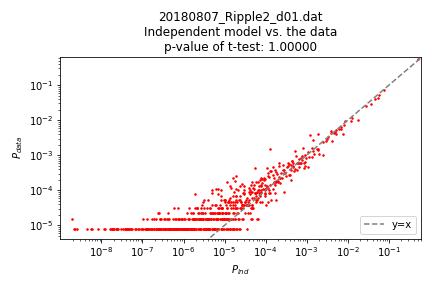 20180807_Ripple2_d01.dat
Independent model vs. the data
p-value of t-test: 1.00000
10⁻¹
10⁻²
10⁻³
10⁻⁴
10⁻⁵
P_data
10⁻⁸ 10⁻⁷ 10⁻⁶ 10⁻⁵ 10⁻⁴ 10⁻³ 10⁻² 10⁻¹
P_ind
y=x